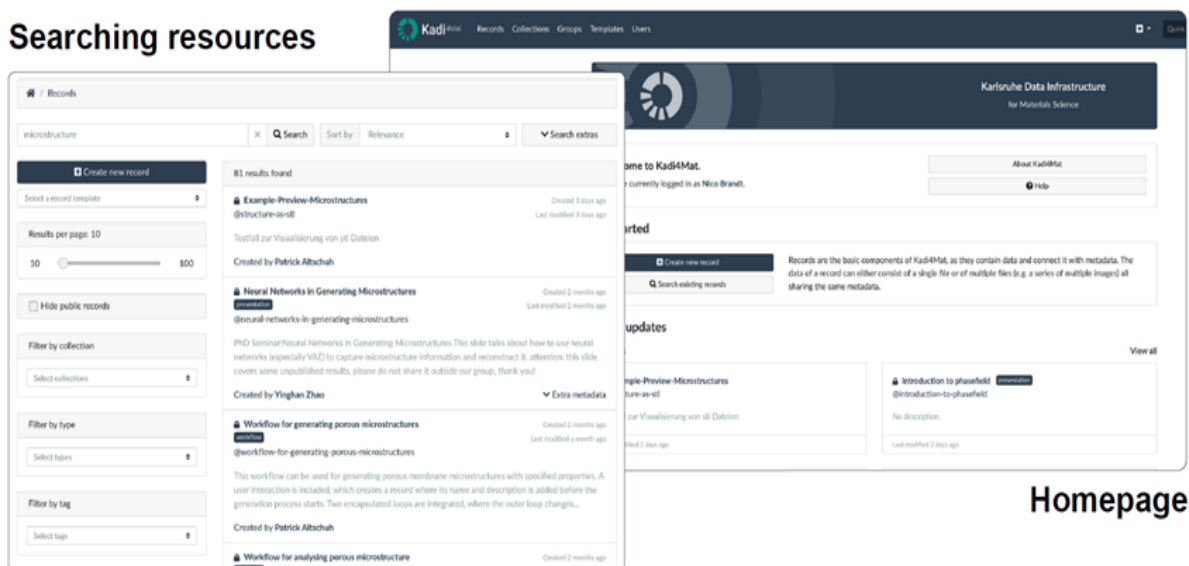 Searching resources
Kadi4Mat Records Collections Groups Templates Users
Quick
Karlsruhe Data Infrastructure
for Materials Science
ome to Kadi4Mat.
currently logged in as Nico Brandt.
About Kadi4Mat
Help
arted
Create new record
Search existing records
Records are the basic components of Kadi4Mat, as they contain data and connect it with metadata. The
data of a record can either consist of a single file or of multiple files (e.g. a series of multiple images) all
sharing the same metadata.
updates
View all
mple-Preview-Microstructures
ture-as-stl
zur Visualisierung von stl Dateien
ified 3 days ago
Introduction to phasefield presentation
@introduction-to-phasefield
No description.
Last modified 3 days ago
Homepage
/ Records
microstructure × Search Sort by Relevance Search extras
Create new record
Select a record template
Results per page: 10
10 100
Hide public records
Filter by collection
Select collections
Filter by type
Select types
Filter by tag
Select tags
81 results found
Example-Preview-Microstructures
Created 3 days ago
@structure-as-stl
Last modified 3 days ago
Testfall zur Visualisierung von stl Dateien
Created by Patrick Altschuh
Neural Networks in Generating Microstructures
Created 2 months ago
presentation
Last modified 2 months ago
@neural-networks-in-generating-microstructures
PhD Seminar:Neural Networks in Generating Microstructures This slide talks about how to use neural
networks (especially VAE) to capture microstructure information and reconstruct it. attention: this slide
covers some unpublished results, please do not share it outside our group, thank you!
Created by Yinghan Zhao
Extra metadata
Workflow for generating porous microstructures
Created 2 months ago
workflow
Last modified a month ago
@workflow-for-generating-porous-microstructures
This workflow can be used for generating porous membrane microstructures with specified properties. A
user interaction is included, which creates a record where its name and description is added before the
generation process starts. Two encapsulated loops are integrated, where the outer loop changes...
Created by Patrick Altschuh
Workflow for analysing porous microstructure
Created 2 months ago